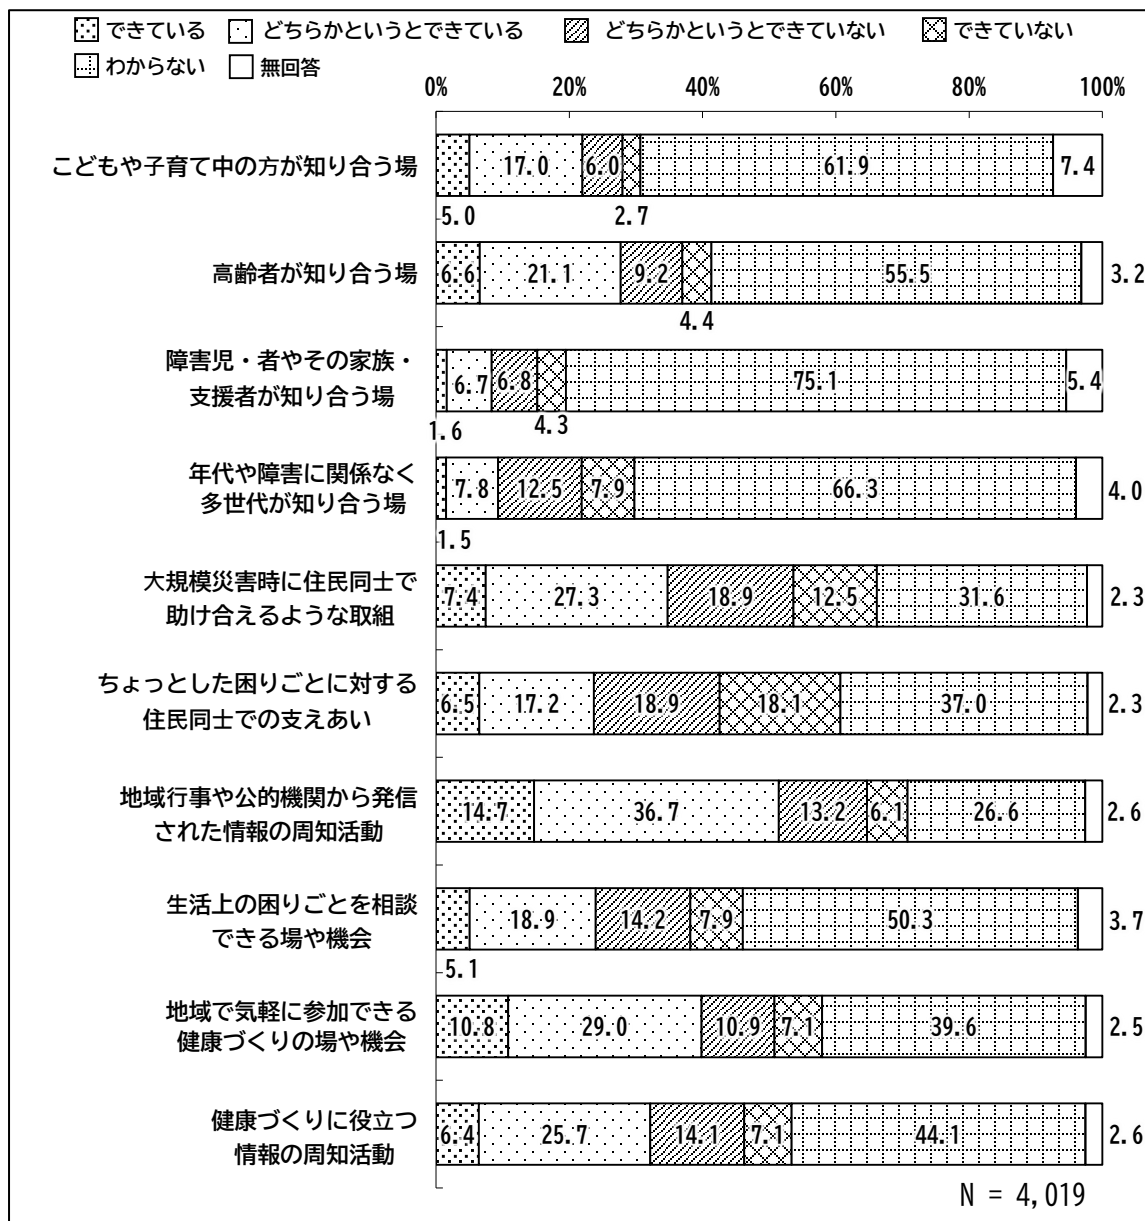 できている どちらかというとできている どちらかというとできていない できていない
わからない 無回答
0% 20% 40% 60% 80% 100%
こどもや子育て中の方が知り合う場
17.0 6.0 61.9 7.4
5.0 2.7
高齢者が知り合う場
6.6 21.1 9.2 55.5 3.2
4.4
障害児・者やその家族・
支援者が知り合う場
6.7 6.8 75.1 5.4
1.6 4.3
年代や障害に関係なく
多世代が知り合う場
7.8 12.5 7.9 66.3 4.0
1.5
大規模災害時に住民同士で
助け合えるような取組
7.4 27.3 18.9 12.5 31.6 2.3
ちょっとした困りごとに対する
住民同士での支えあい
6.5 17.2 18.9 18.1 37.0 2.3
地域行事や公的機関から発信
された情報の周知活動
14.7 36.7 13.2 6.1 26.6 2.6
生活上の困りごとを相談
できる場や機会
18.9 14.2 7.9 50.3 3.7
5.1
地域で気軽に参加できる
健康づくりの場や機会
10.8 29.0 10.9 7.1 39.6 2.5
健康づくりに役立つ
情報の周知活動
6.4 25.7 14.1 7.1 44.1 2.6
N = 4,019